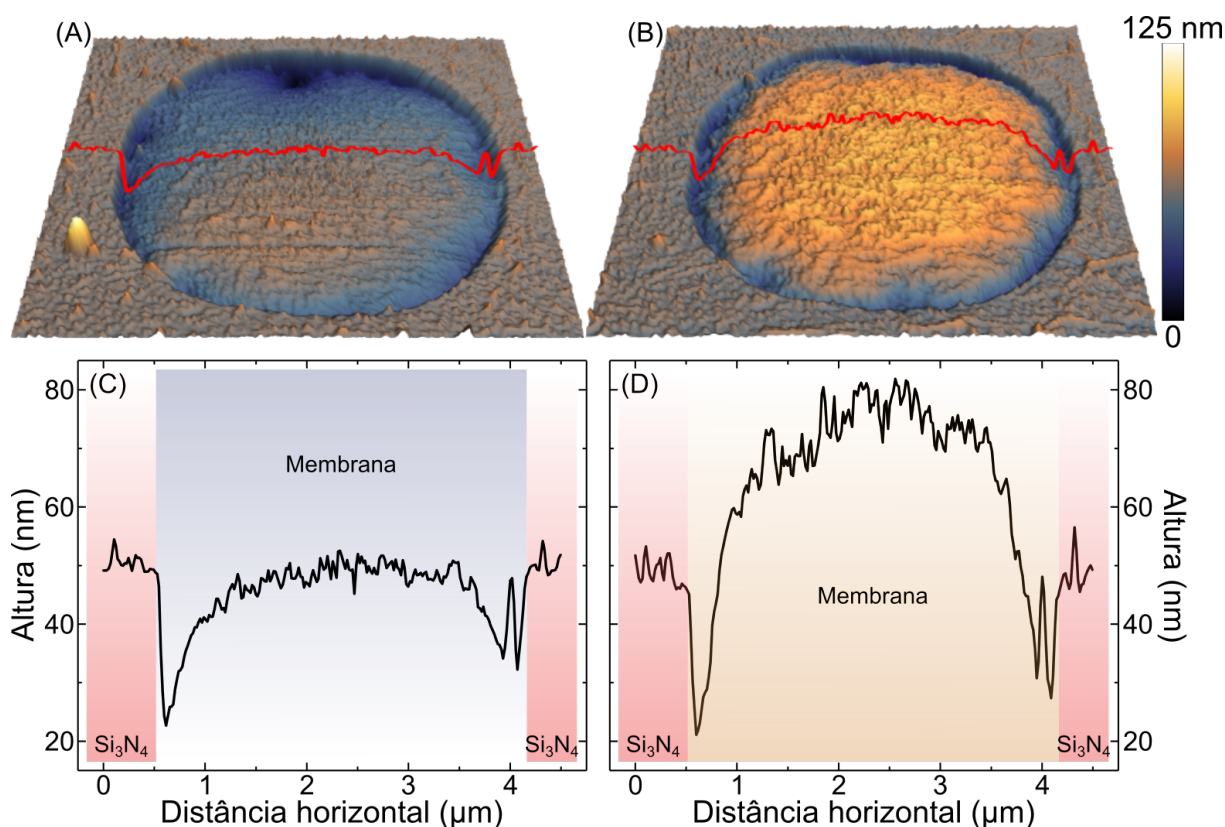 (A)
(B)
125 nm
0
(C)
80
60
40
20
Altura (nm)
Membrana
Si₃N₄
Si₃N₄
0 1 2 3 4
Distância horizontal (µm)
(D)
80
60
40
20
Altura (nm)
Membrana
Si₃N₄
Si₃N₄
0 1 2 3 4
Distância horizontal (µm)